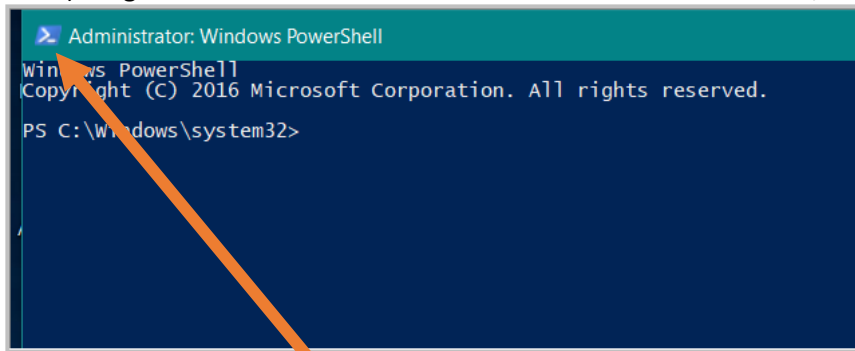 Administrator: Windows PowerShell
Windows PowerShell
Copyright (C) 2016 Microsoft Corporation. All rights reserved.
PS C:\Windows\system32>